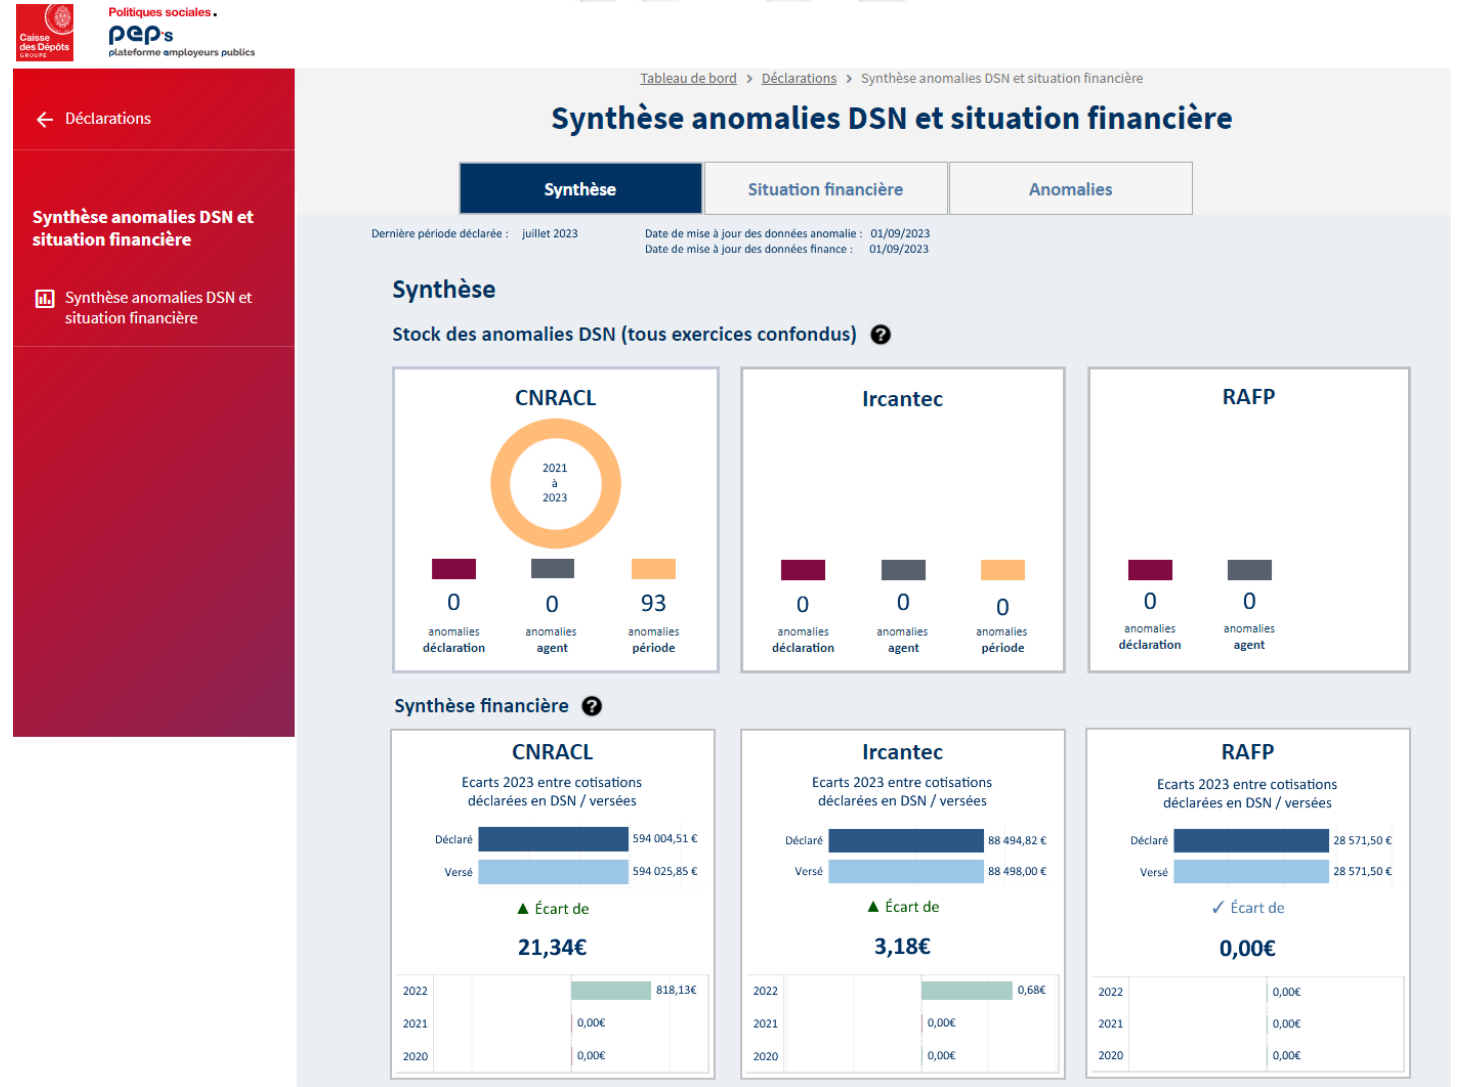 Caisse
des Dépôts
GROUPE
Politiques sociales.
pep's
plateforme employeurs publics
Tableau de bord > Déclarations > Synthèse anomalies DSN et situation financière
← Déclarations
Synthèse anomalies DSN et situation financière
Synthèse Situation financière Anomalies
Synthèse anomalies DSN et
situation financière
Synthèse anomalies DSN et
situation financière
Dernière période déclarée : juillet 2023
Date de mise à jour des données anomalie : 01/09/2023
Date de mise à jour des données finance : 01/09/2023
Synthèse
Stock des anomalies DSN (tous exercices confondus) ?
CNRACL
2021
à
2023
0 0 93
anomalies anomalies anomalies
déclaration agent période
Ircantec
0 0 0
anomalies anomalies anomalies
déclaration agent période
RAFP
0 0
anomalies anomalies
déclaration agent
Synthèse financière ?
CNRACL
Ecarts 2023 entre cotisations
déclarées en DSN / versées
Déclaré 594 004,51 €
Versé 594 025,85 €
▲ Écart de
21,34€
2022 818,13€
2021 0,00€
2020 0,00€
Ircantec
Ecarts 2023 entre cotisations
déclarées en DSN / versées
Déclaré 88 494,82 €
Versé 88 498,00 €
▲ Écart de
3,18€
2022 0,68€
2021 0,00€
2020 0,00€
RAFP
Ecarts 2023 entre cotisations
déclarées en DSN / versées
Déclaré 28 571,50 €
Versé 28 571,50 €
✓ Écart de
0,00€
2022 0,00€
2021 0,00€
2020 0,00€